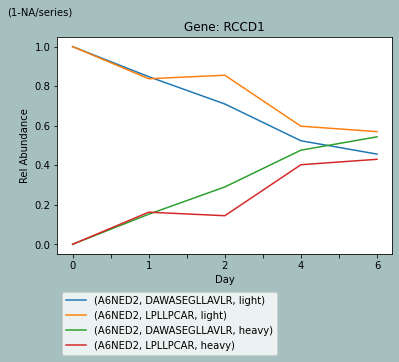 (1-NA/series)
Gene: RCCD1
1.0
0.8
0.6
0.4
0.2
0.0
Rel Abundance
0 1 2 4 6
Day
(A6NED2, DAWASEGLLAVLR, light)
(A6NED2, LPLLPCAR, light)
(A6NED2, DAWASEGLLAVLR, heavy)
(A6NED2, LPLLPCAR, heavy)